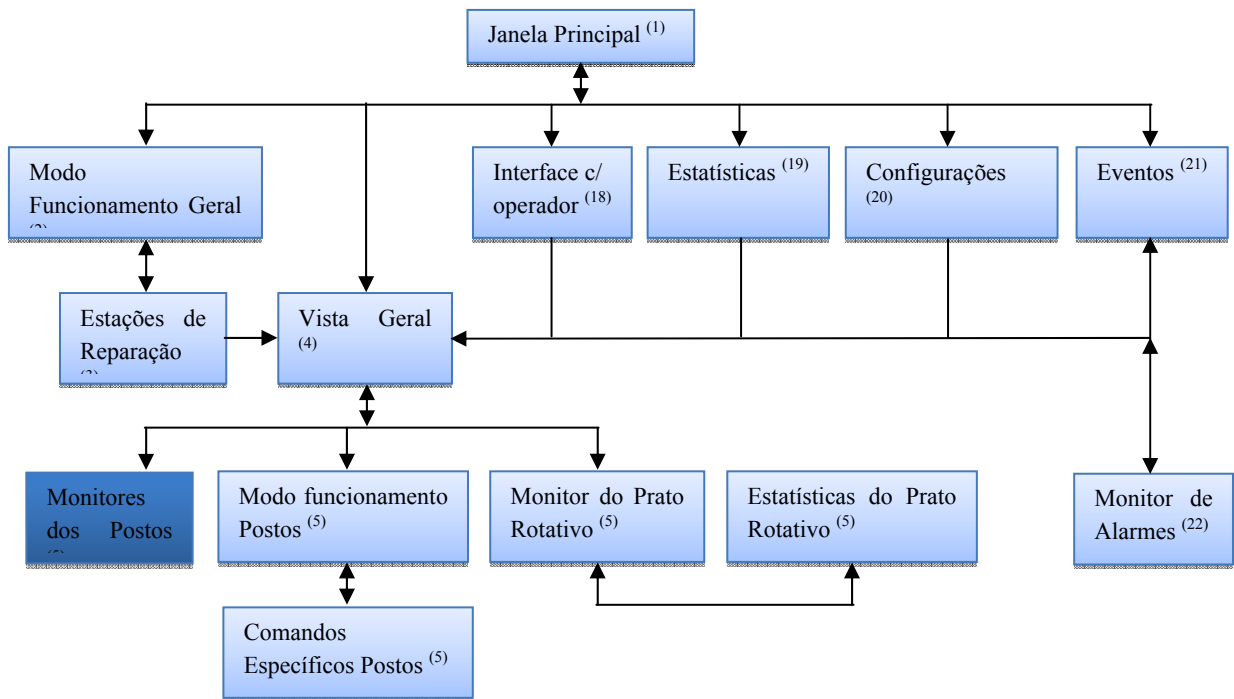 Janela Principal (1)
Modo
Funcionamento Geral
Interface c/
operador (18)
Estatísticas (19)
Configurações
(20)
Eventos (21)
Estações de
Reparação
Vista Geral
(4)
Monitores
dos Postos
Modo funcionamento
Postos (5)
Monitor do Prato
Rotativo (5)
Estatísticas do Prato
Rotativo (5)
Monitor de
Alarmes (22)
Comandos
Específicos Postos (5)